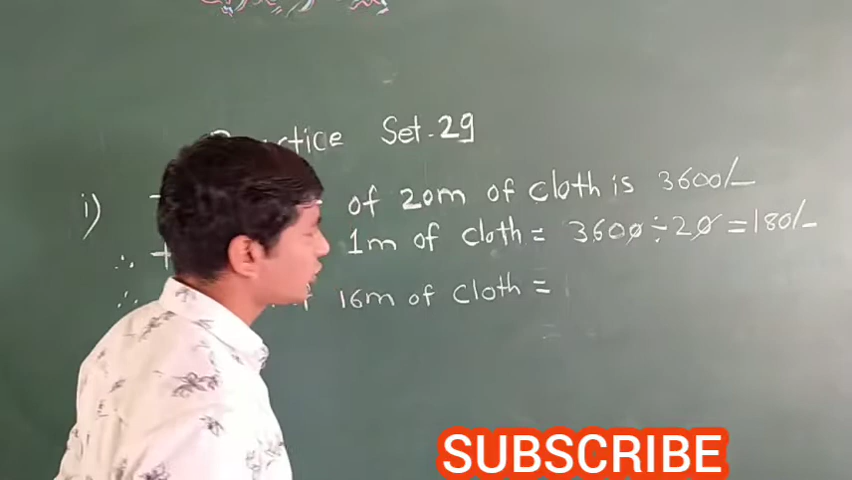 Practice Set-29
i) of 20m of cloth is 3600/-
∴ 1m of cloth = 3600÷20 =180/-
∴ 16m of cloth =
SUBSCRIBE